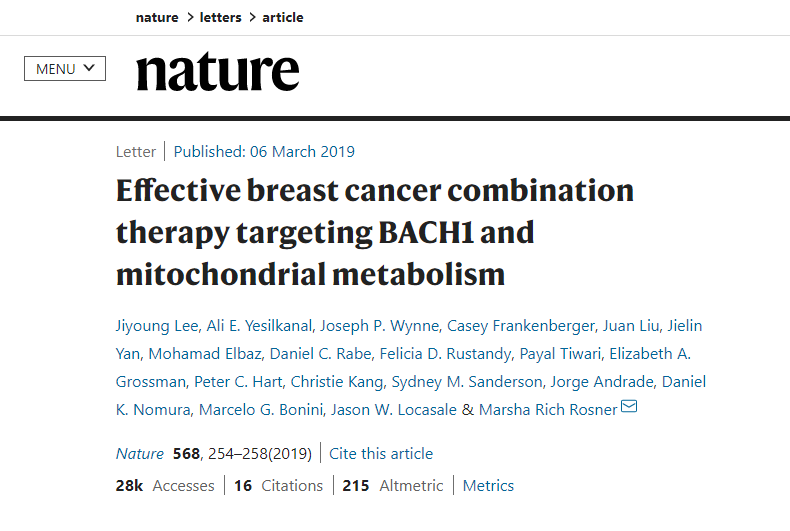 nature > letters > article
MENU
nature
Letter | Published: 06 March 2019
Effective breast cancer combination
therapy targeting BACH1 and
mitochondrial metabolism
Jiyoung Lee, Ali E. Yesilkanal, Joseph P. Wynne, Casey Frankenberger, Juan Liu, Jielin
Yan, Mohamad Elbaz, Daniel C. Rabe, Felicia D. Rustandy, Payal Tiwari, Elizabeth A.
Grossman, Peter C. Hart, Christie Kang, Sydney M. Sanderson, Jorge Andrade, Daniel
K. Nomura, Marcelo G. Bonini, Jason W. Locasale & Marsha Rich Rosner
Nature 568, 254–258(2019) | Cite this article
28k Accesses | 16 Citations | 215 Altmetric | Metrics